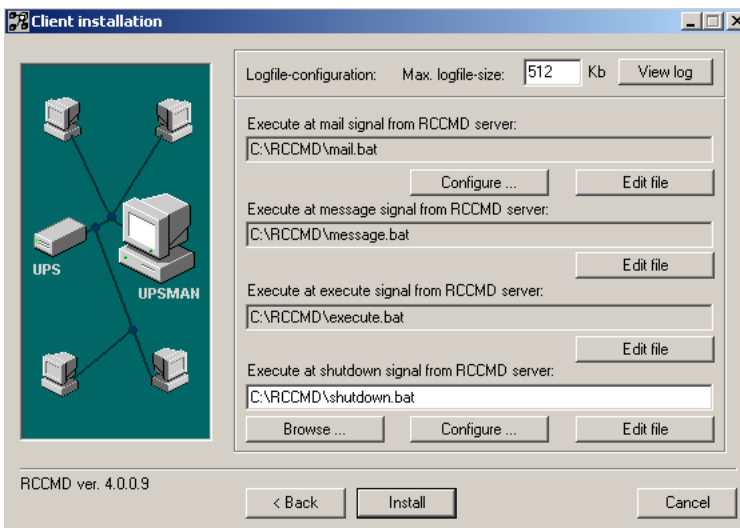 Client installation
Logfile-configuration: Max. logfile-size: 512 Kb View log
Execute at mail signal from RCCMD server:
C:\RCCMD\mail.bat
Configure ... Edit file
Execute at message signal from RCCMD server:
C:\RCCMD\message.bat
Edit file
Execute at execute signal from RCCMD server:
C:\RCCMD\execute.bat
Edit file
Execute at shutdown signal from RCCMD server:
C:\RCCMD\shutdown.bat
Browse ... Configure ... Edit file
UPS
UPSMAN
RCCMD ver. 4.0.0.9
< Back Install Cancel